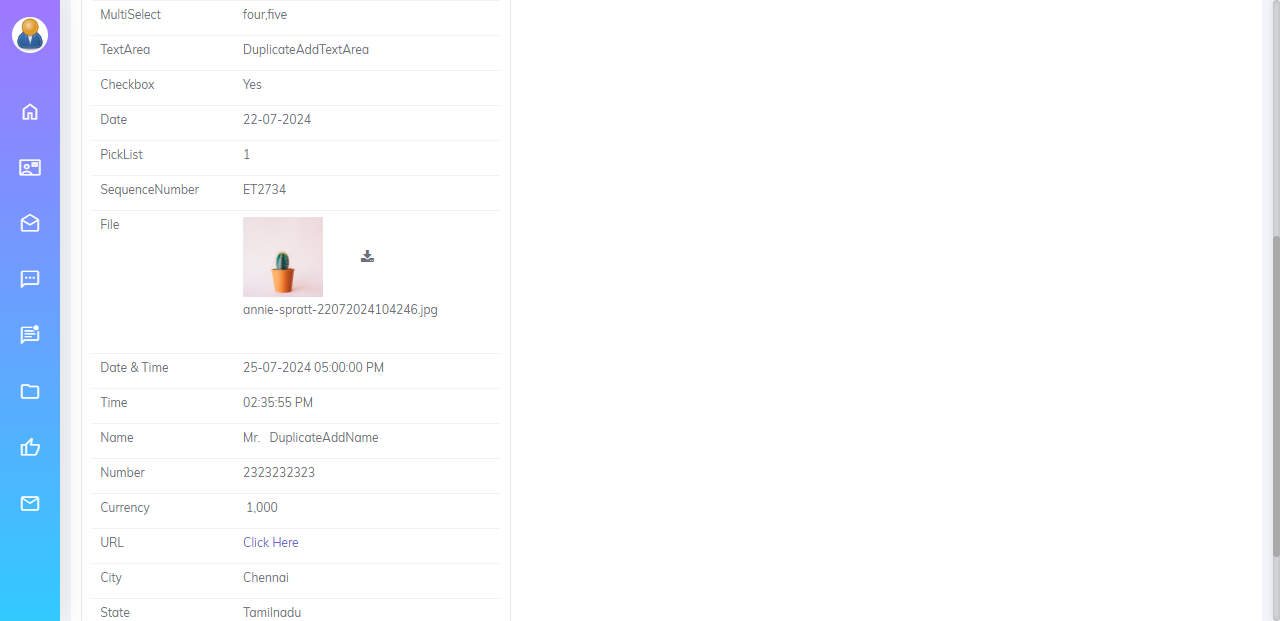 MultiSelect four,five
TextArea DuplicateAddTextArea
Checkbox Yes
Date 22-07-2024
PickList 1
SequenceNumber ET2734
File
annie-spratt-22072024104246.jpg
Date & Time 25-07-2024 05:00:00 PM
Time 02:35:55 PM
Name Mr. DuplicateAddName
Number 2323232323
Currency 1,000
URL Click Here
City Chennai
State Tamilnadu